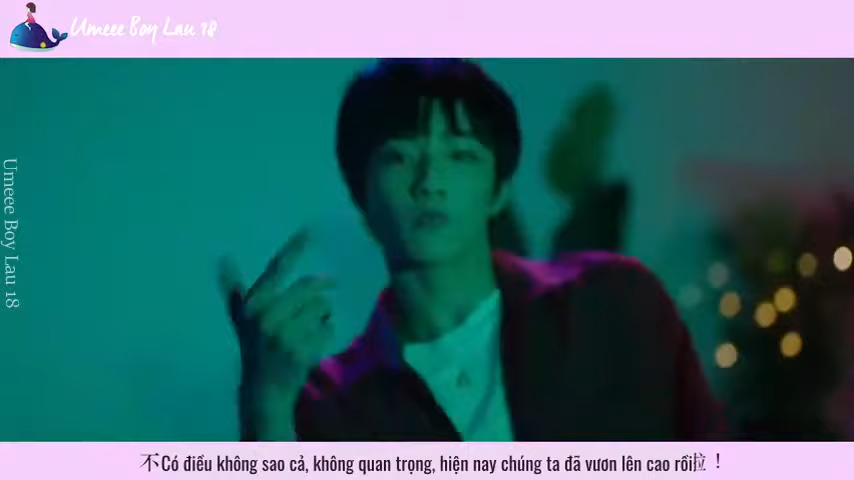 Umeee Boy Lau 18
Umeee Boy Lau 18
不Có điều không sao cả, không quan trọng, hiện nay chúng ta đã vươn lên cao rồi啦！